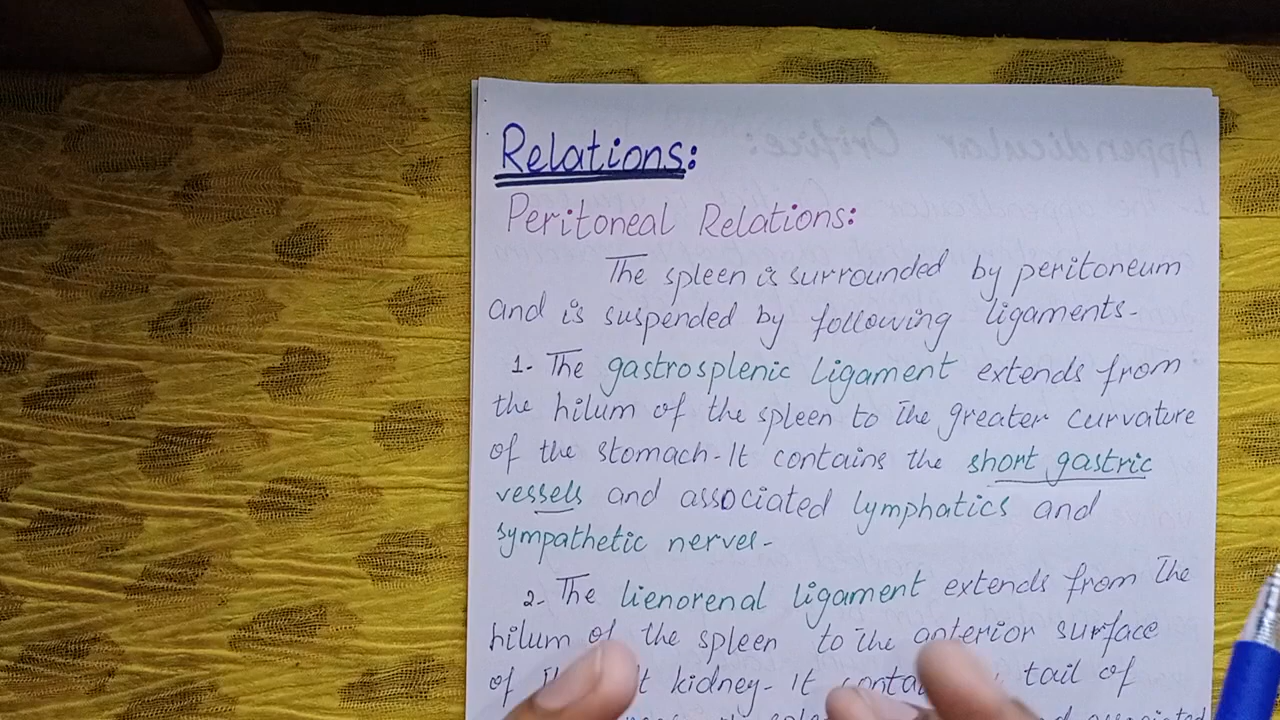 Relations:
Peritoneal Relations:
The spleen is surrounded by peritoneum
and is suspended by following ligaments-
1- The gastrosplenic ligament extends from
the hilum of the spleen to the greater curvature
of the stomach-It contains the short gastric
vessels and associated lymphatics and
sympathetic nerves-
2- The lienorenal ligament extends from the
hilum of the spleen to the anterior surface
of kidney- It tail of
Appendicular Orifice: